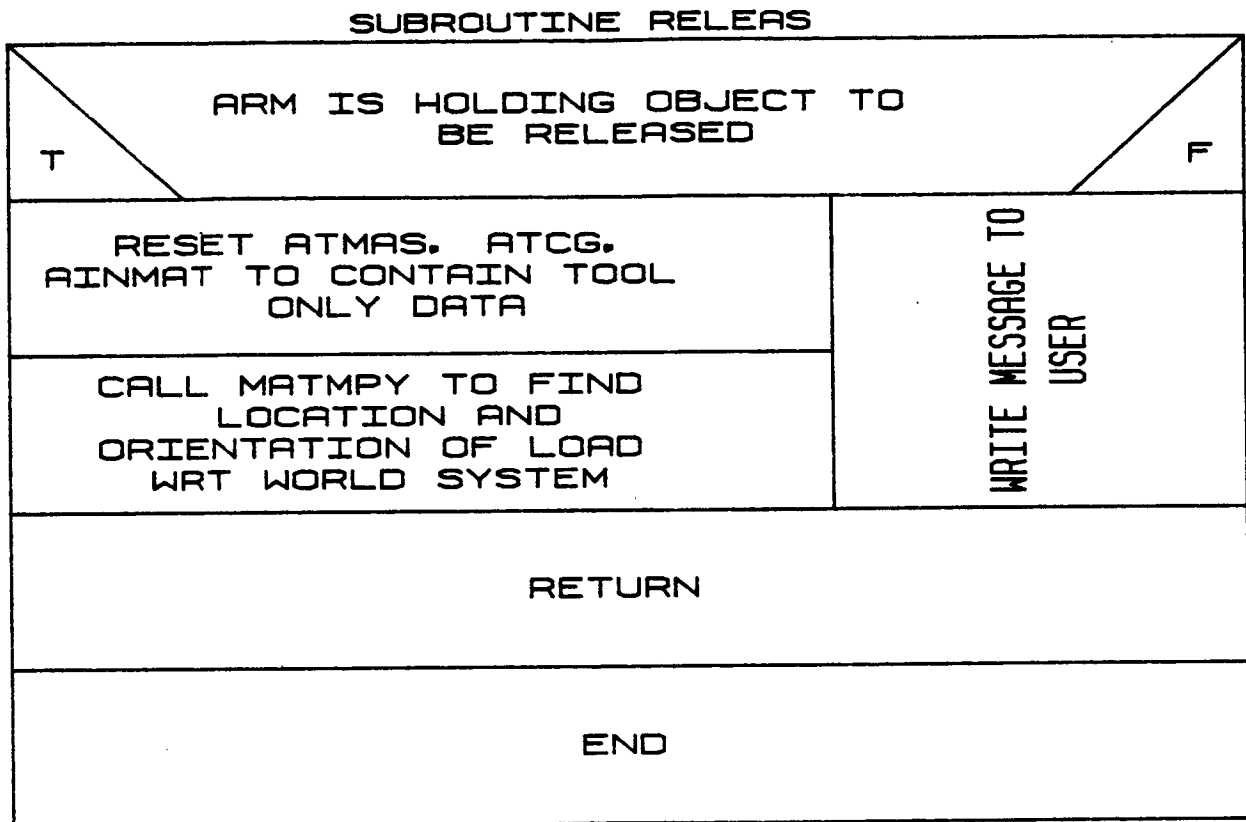 SUBROUTINE RELEAS
ARM IS HOLDING OBJECT TO
BE RELEASED
T
F
RESET ATMAS. ATCG.
AINMAT TO CONTAIN TOOL
ONLY DATA
WRITE MESSAGE TO
USER
CALL MATMPY TO FIND
LOCATION AND
ORIENTATION OF LOAD
WRT WORLD SYSTEM
RETURN
END